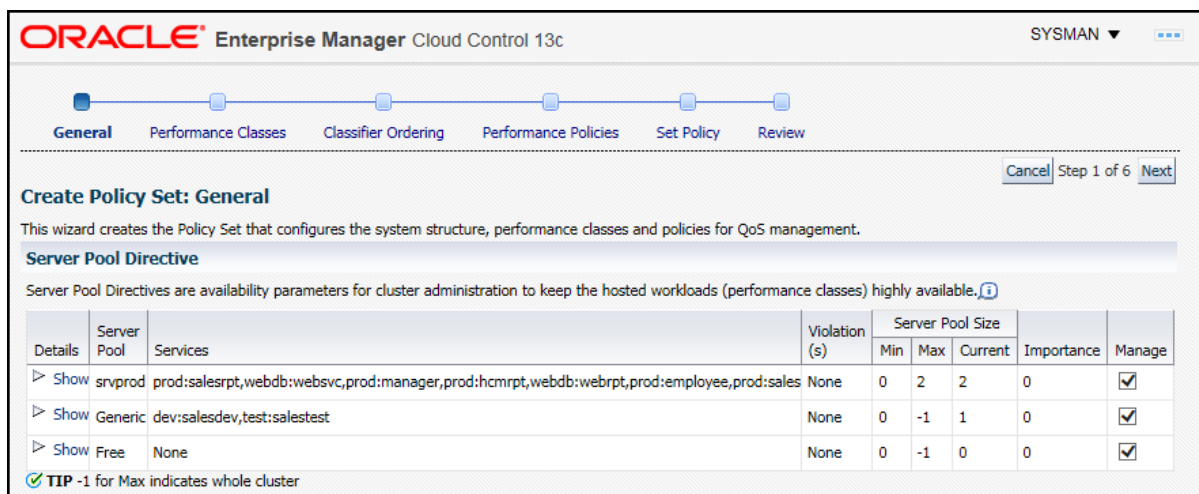 ORACLE Enterprise Manager Cloud Control 13c SYSMAN
General Performance Classes Classifier Ordering Performance Policies Set Policy Review
Cancel Step 1 of 6 Next
Create Policy Set: General
This wizard creates the Policy Set that configures the system structure, performance classes and policies for QoS management.
Server Pool Directive
Server Pool Directives are availability parameters for cluster administration to keep the hosted workloads (performance classes) highly available.
Details Server Pool Services Violation (s) Server Pool Size Min Max Current Importance Manage
Show srvprod prod:salesrpt,webdb:websvc,prod:manager,prod:hcmrpt,webdb:webrpt,prod:employee,prod:sales None 0 2 2 0
Show Generic dev:salesdev,test:salestest None 0 -1 1 0
Show Free None None 0 -1 0 0
TIP -1 for Max indicates whole cluster